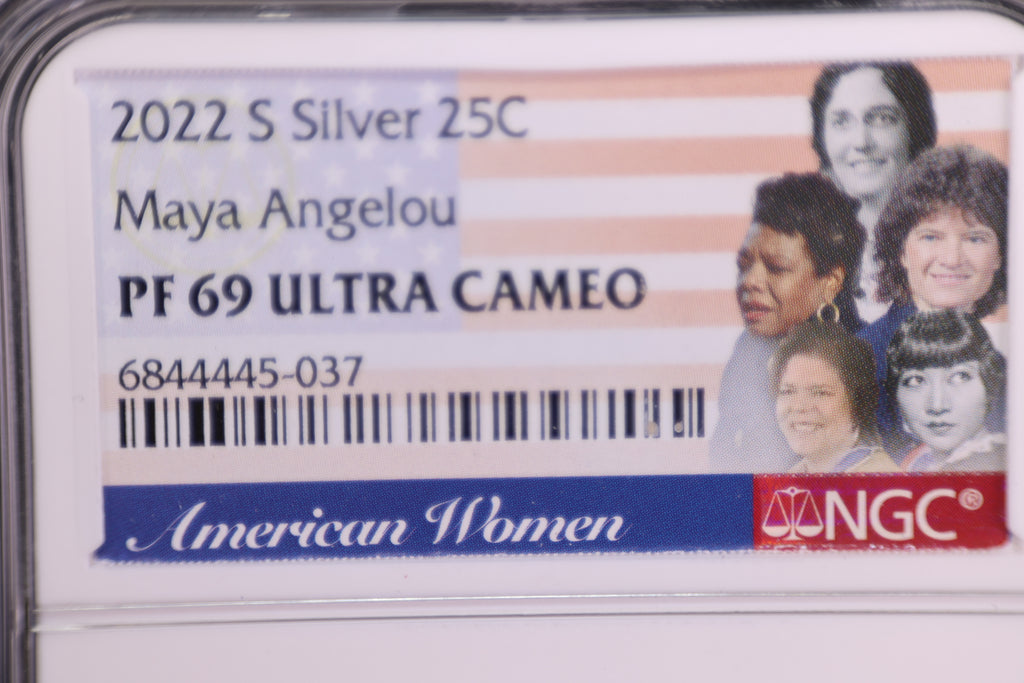 2022 S Silver 25C
Maya Angelou
PF 69 ULTRA CAMEO
6844445-037
American Women
NGC®